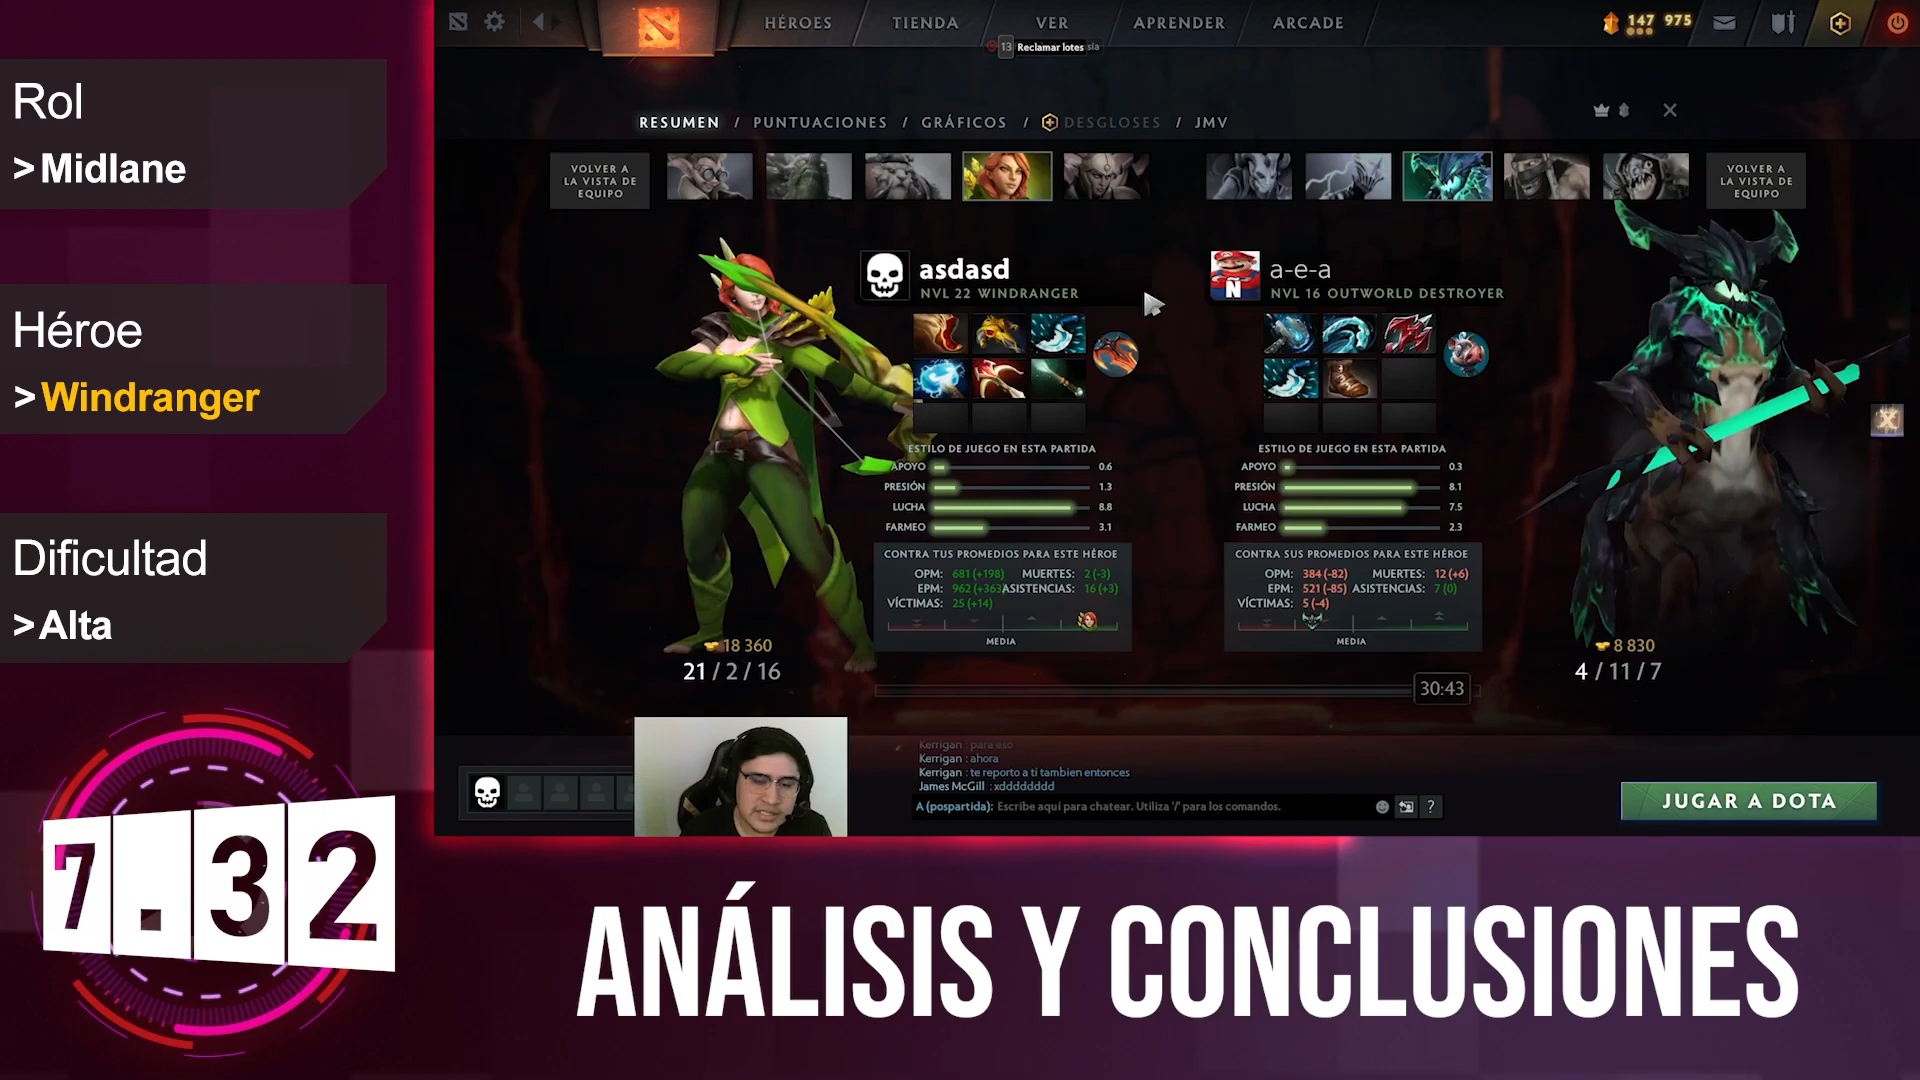 Rol
>Midlane
Héroe
>Windranger
Dificultad
>Alta
7.32
HÉROES
TIENDA
VER
APRENDER
ARCADE
147 975
13 Reclamar lotes
RESUMEN / PUNTUACIONES / GRÁFICOS / DESGLOSES / JMV
VOLVER A
LA VISTA DE
EQUIPO
VOLVER A
LA VISTA DE
EQUIPO
asdasd
NVL 22 WINDRANGER
ESTILO DE JUEGO EN ESTA PARTIDA
APOYO 0.6
PRESIÓN 1.3
LUCHA 8.8
FARMEO 3.1
CONTRA TUS PROMEDIOS PARA ESTE HÉROE
OPM: 681 (+198) MUERTES: 2 (-3)
EPM: 962 (+363) ASISTENCIAS: 16 (+3)
VÍCTIMAS: 25 (+14)
MEDIA
18 360
21 / 2 / 16
Ñ
a-e-a
NVL 16 OUTWORLD DESTROYER
ESTILO DE JUEGO EN ESTA PARTIDA
APOYO 0.3
PRESIÓN 8.1
LUCHA 7.5
FARMEO 2.3
CONTRA SUS PROMEDIOS PARA ESTE HÉROE
OPM: 384 (-82) MUERTES: 12 (+6)
EPM: 521 (-85) ASISTENCIAS: 7 (0)
VÍCTIMAS: 5 (-4)
MEDIA
8 830
4 / 11 / 7
30:43
Kerrigan : para eso
Kerrigan : ahora
Kerrigan : te reporto a ti tambien entonces
James McGill : xdddddddd
A (pospartida): Escribe aquí para chatear. Utiliza '/' para los comandos.
?
JUGAR A DOTA
ANÁLISIS Y CONCLUSIONES